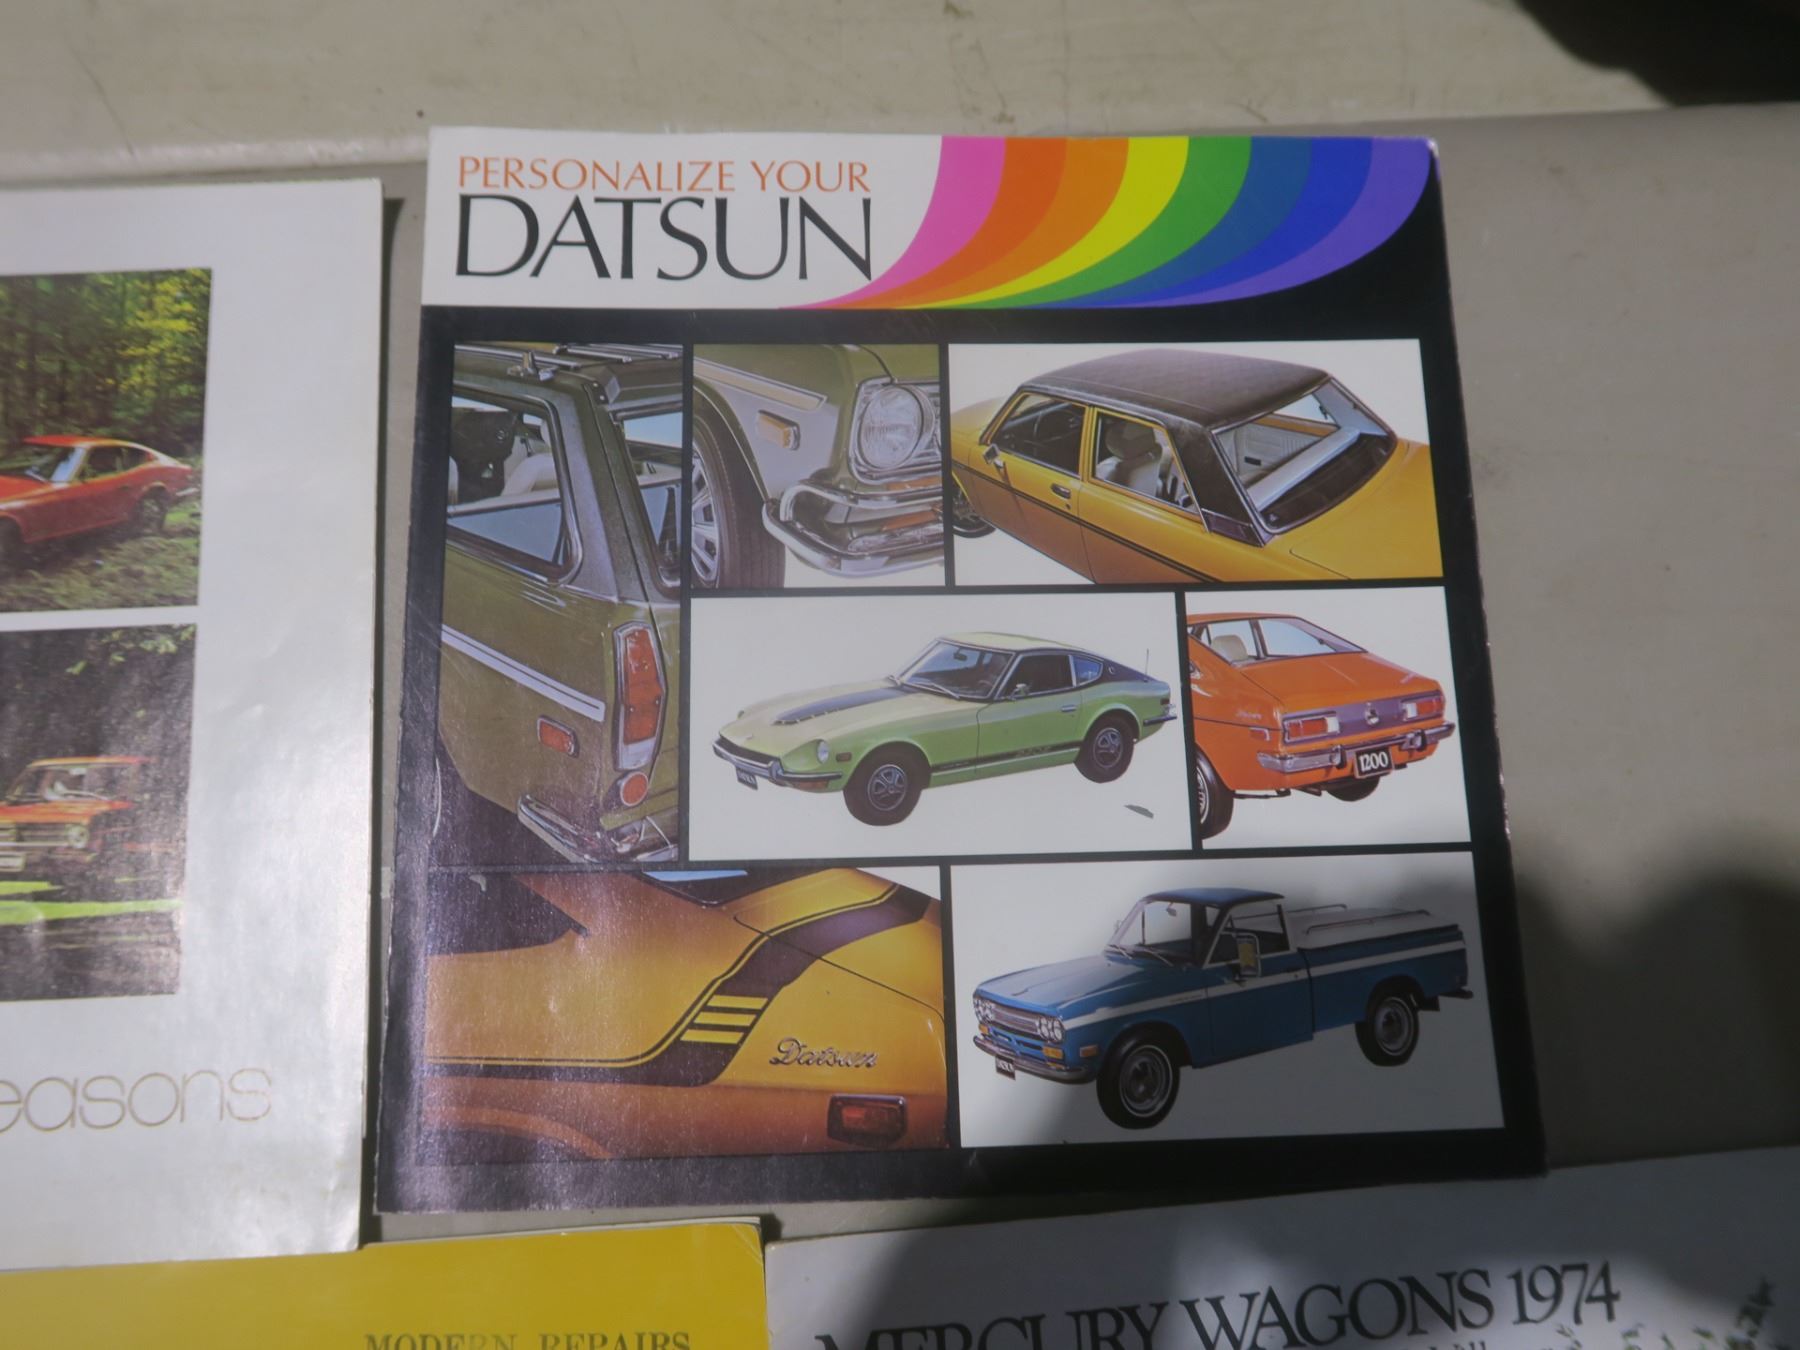 PERSONALIZE YOUR
DATSUN
1200
Datsun
easons
MODERN REPAIRS
MERCURY WAGONS 1974